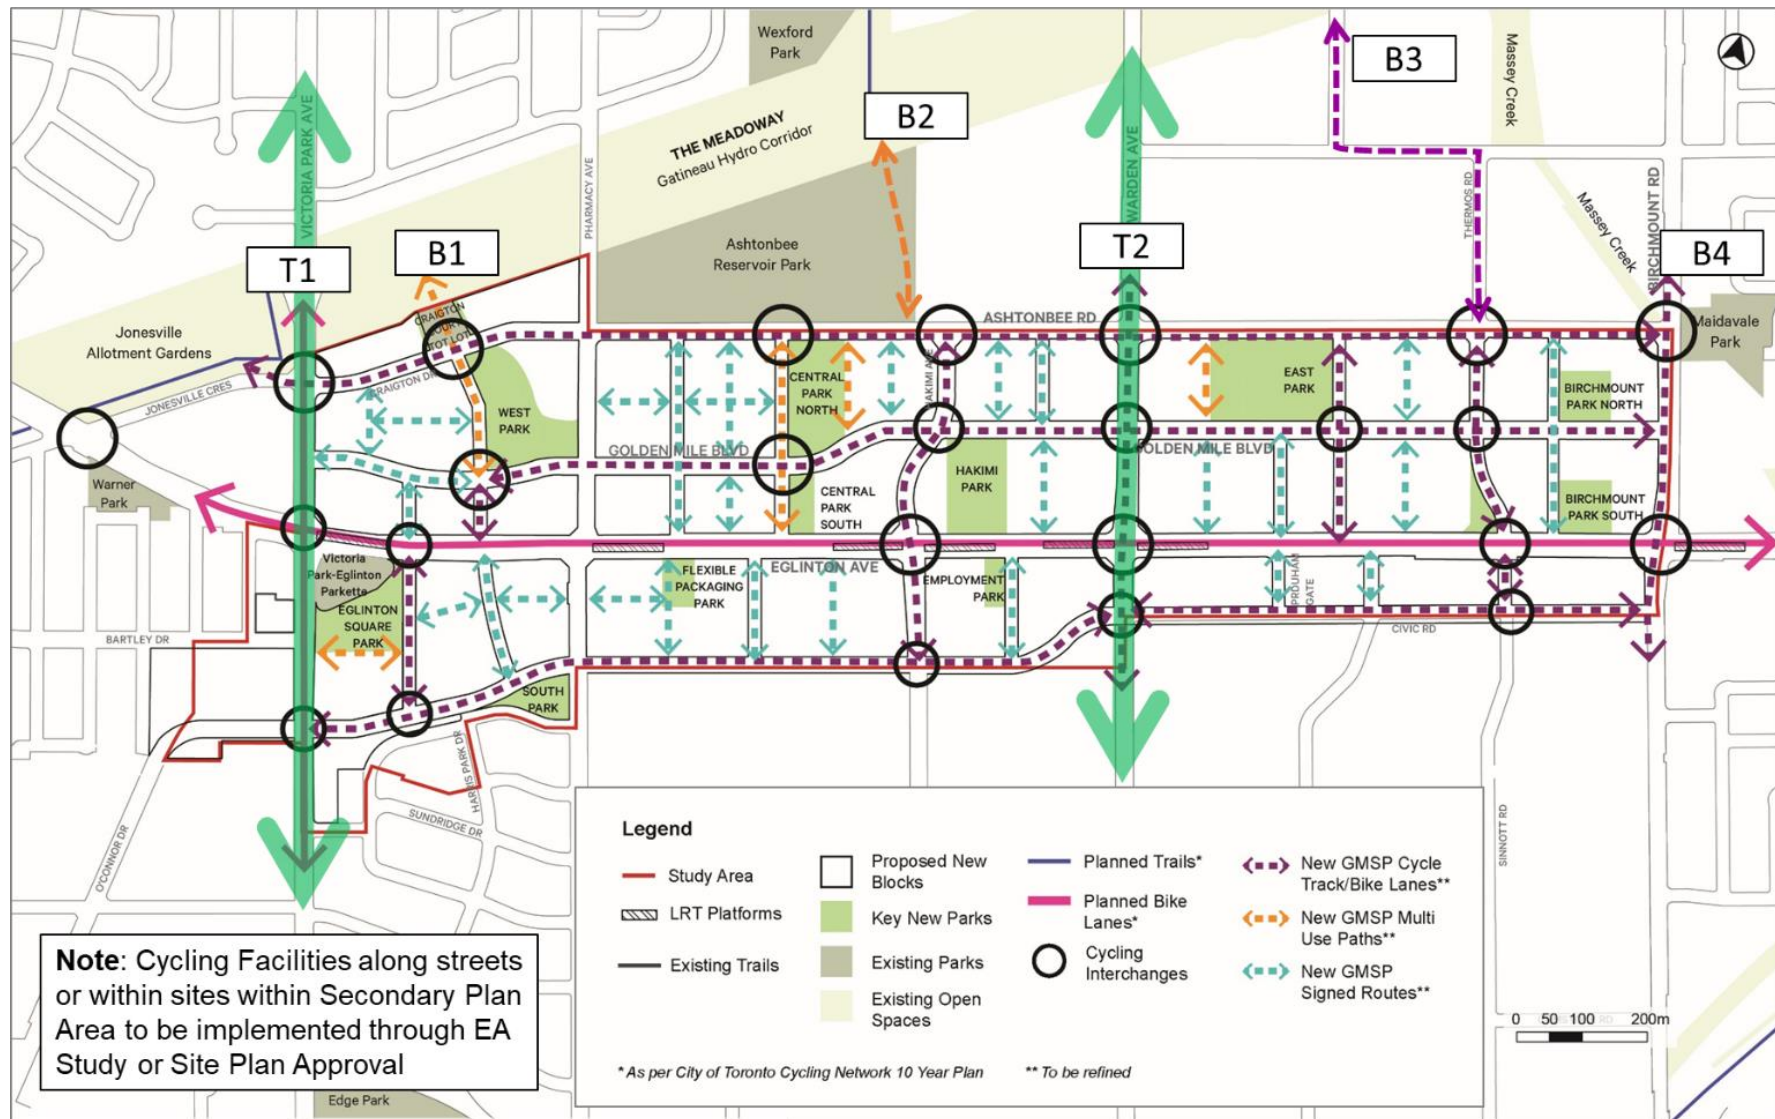 Wexford
Park
B3
Massey Creek
VICTORIA PARK AVE
B2
THE MEADOWAY
Gatineau Hydro Corridor
PHARMACY AVE
WARDEN AVE
THERMOS RD
Massey Creek
BIRCHMOUNT RD
T1
B1
Ashtonbee
Reservoir Park
T2
B4
Jonesville
Allotment Gardens
CRAIGTON
COURT
TOT LOT
ASHTONBEE RD
Maidavale
Park
JONESVILLE CRES
CRAIGTON DR
WEST
PARK
CENTRAL
PARK
NORTH
HAKIMI AVE
EAST
PARK
BIRCHMOUNT
PARK NORTH
GOLDEN MILE BLVD
GOLDEN MILE BLVD
Warner
Park
CENTRAL
PARK
SOUTH
HAKIMI
PARK
BIRCHMOUNT
PARK SOUTH
Victoria
Park-Eglinton
Parkette
EGLINTON AVE
FLEXIBLE
PACKAGING
PARK
EMPLOYMENT
PARK
PRUDHAM
GATE
EGLINTON
SQUARE
PARK
BARTLEY DR
CIVIC RD
SOUTH
PARK
HARRIS PARK DR
SUNDRIDGE DR
O'CONNOR DR
SINNOTT RD
Legend
Study Area
LRT Platforms
Existing Trails
Proposed New
Blocks
Key New Parks
Existing Parks
Existing Open
Spaces
Planned Trails*
Planned Bike
Lanes*
Cycling
Interchanges
New GMSP Cycle
Track/Bike Lanes**
New GMSP Multi
Use Paths**
New GMSP
Signed Routes**
* As per City of Toronto Cycling Network 10 Year Plan
** To be refined
0 50 100 200m
Note: Cycling Facilities along streets
or within sites within Secondary Plan
Area to be implemented through EA
Study or Site Plan Approval
Edge Park